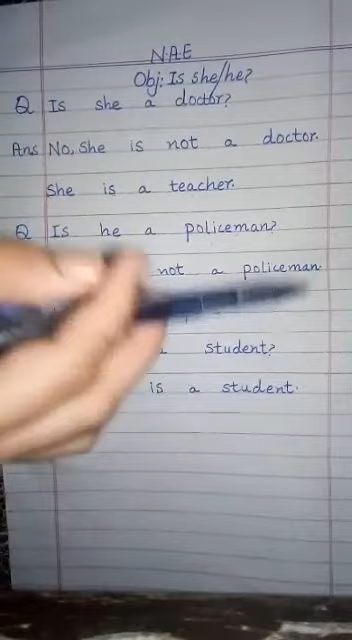 N.A.E
Obj: Is she/he?
Q Is she a doctor?
Ans No, she is not a doctor.
She is a teacher.
Q Is he a policeman?
not a policeman.
student?
is a student.